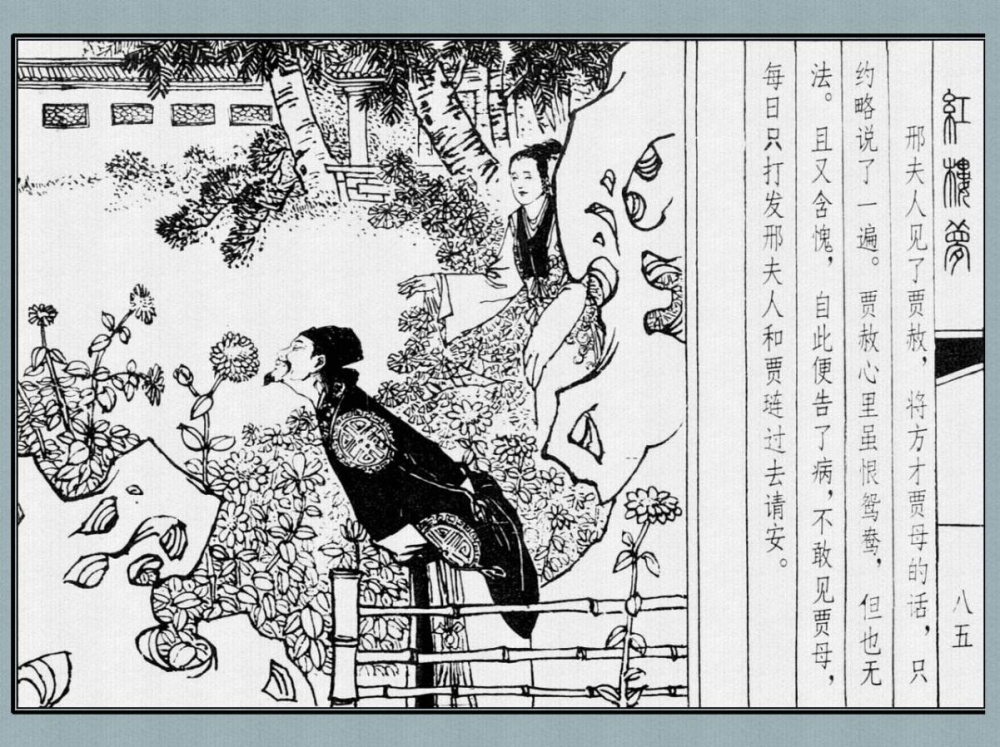 紅樓夢
八五
邢夫人见了贾赦，将方才贾母的话，只
约略说了一遍。贾赦心里虽恨鸳鸯，但也无
法。且又含愧，自此便告了病，不敢见贾母，
每日只打发邢夫人和贾琏过去请安。